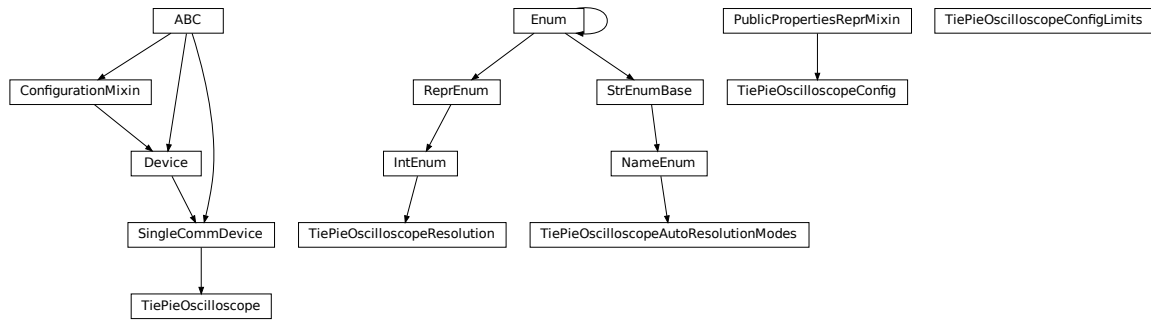 ABC
Enum
PublicPropertiesReprMixin
TiePieOscilloscopeConfigLimits
ConfigurationMixin
ReprEnum
StrEnumBase
TiePieOscilloscopeConfig
Device
IntEnum
NameEnum
SingleCommDevice
TiePieOscilloscopeResolution
TiePieOscilloscopeAutoResolutionModes
TiePieOscilloscope